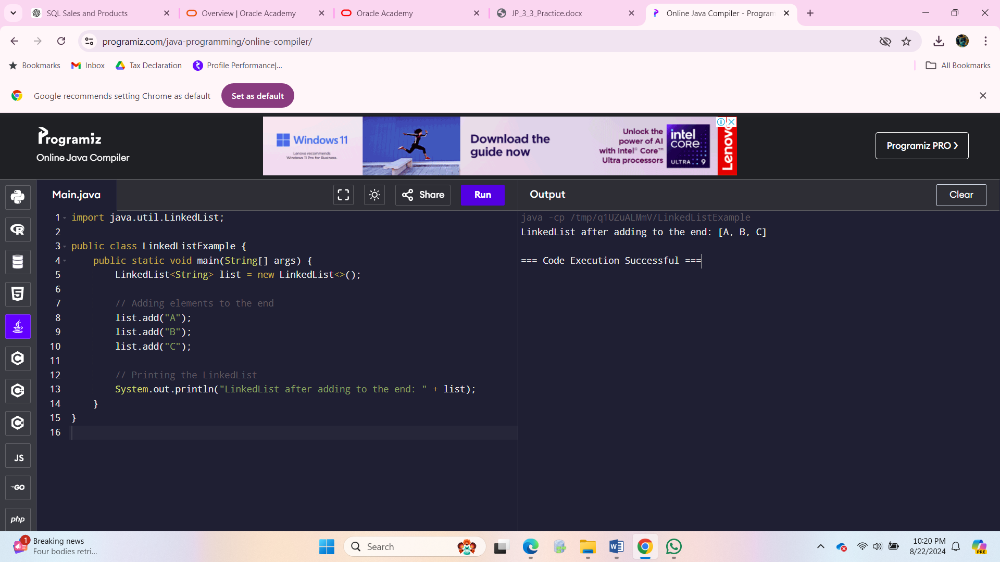 SQL Sales and Products
Overview | Oracle Academy
Oracle Academy
JP_3_3_Practice.docx
Online Java Compiler - Program
programiz.com/java-programming/online-compiler/
Bookmarks
Inbox
Tax Declaration
Profile Performance|...
All Bookmarks
Google recommends setting Chrome as default
Set as default
Programiz
Online Java Compiler
Windows 11
Lenovo recommends
Windows 11 Pro for Business.
Download the
guide now
Unlock the
power of AI
with Intel® Core™
Ultra processors
intel
CORE
ULTRA 9
Lenovo
Programiz PRO
Main.java
Share
Run
Output
Clear
1 import java.util.LinkedList;
2
3 public class LinkedListExample {
4 public static void main(String[] args) {
5 LinkedList<String> list = new LinkedList<>();
6
7 // Adding elements to the end
8 list.add("A");
9 list.add("B");
10 list.add("C");
11
12 // Printing the LinkedList
13 System.out.println("LinkedList after adding to the end: " + list);
14 }
15 }
16
java -cp /tmp/q1UZuALMmV/LinkedListExample
LinkedList after adding to the end: [A, B, C]
=== Code Execution Successful ===
R
5
C
C
C
JS
GO
php
1
Breaking news
Four bodies retri...
Search
W
10:20 PM
8/22/2024
PRE